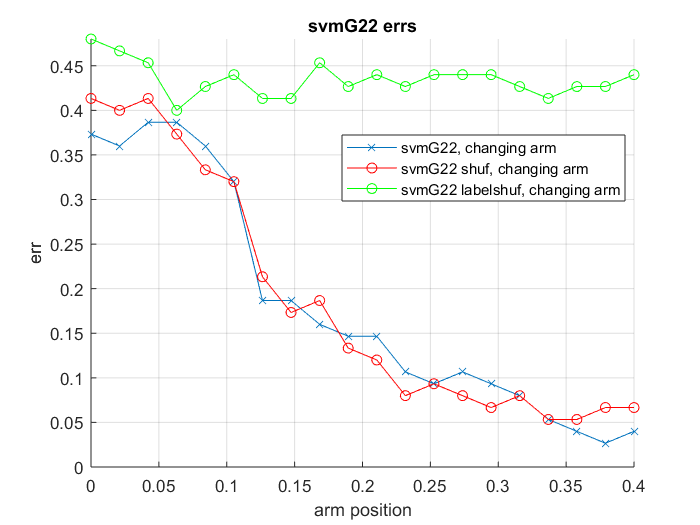 svmG22 errs
0.45
0.4
0.35
0.3
0.25
0.2
0.15
0.1
0.05
0
err
svmG22, changing arm
svmG22 shuf, changing arm
svmG22 labelshuf, changing arm
0 0.05 0.1 0.15 0.2 0.25 0.3 0.35 0.4
arm position